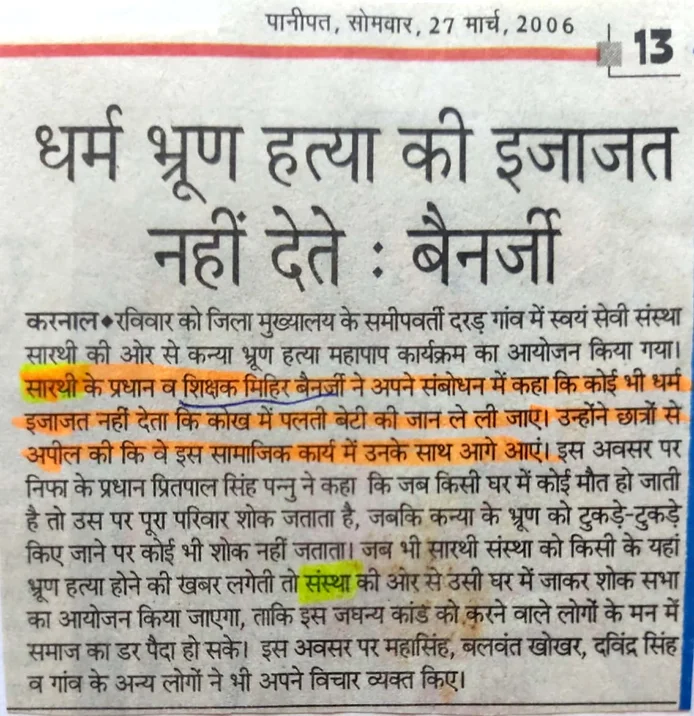 पानीपत, सोमवार, 27 मार्च, 2006
13
धर्म भ्रूण हत्या की इजाजत
नहीं देते : बैनर्जी
करनाल◆रविवार को जिला मुख्यालय के समीपवर्ती दरड़ गांव में स्वयं सेवी संस्था
सारथी की ओर से कन्या भ्रूण हत्या महापाप कार्यक्रम का आयोजन किया गया।
सारथी के प्रधान व शिक्षक मिहिर बैनर्जी ने अपने संबोधन में कहा कि कोई भी धर्म
इजाजत नहीं देता कि कोख में पलती बेटी की जान ले ली जाए। उन्होंने छात्रों से
अपील की कि वे इस सामाजिक कार्य में उनके साथ आगे आएं। इस अवसर पर
निफा के प्रधान प्रितपाल सिंह पन्नु ने कहा कि जब किसी घर में कोई मौत हो जाती
है तो उस पर पूरा परिवार शोक जताता है, जबकि कन्या के भ्रूण को टुकड़े-टुकड़े
किए जाने पर कोई भी शोक नहीं जताता। जब भी सारथी संस्था को किसी के यहां
भ्रूण हत्या होने की खबर लगेती तो संस्था की ओर से उसी घर में जाकर शोक सभा
का आयोजन किया जाएगा, ताकि इस जघन्य कांड को करने वाले लोगों के मन में
समाज का डर पैदा हो सके। इस अवसर पर महासिंह, बलवंत खोखर, दविंद्र सिंह
व गांव के अन्य लोगों ने भी अपने विचार व्यक्त किए।